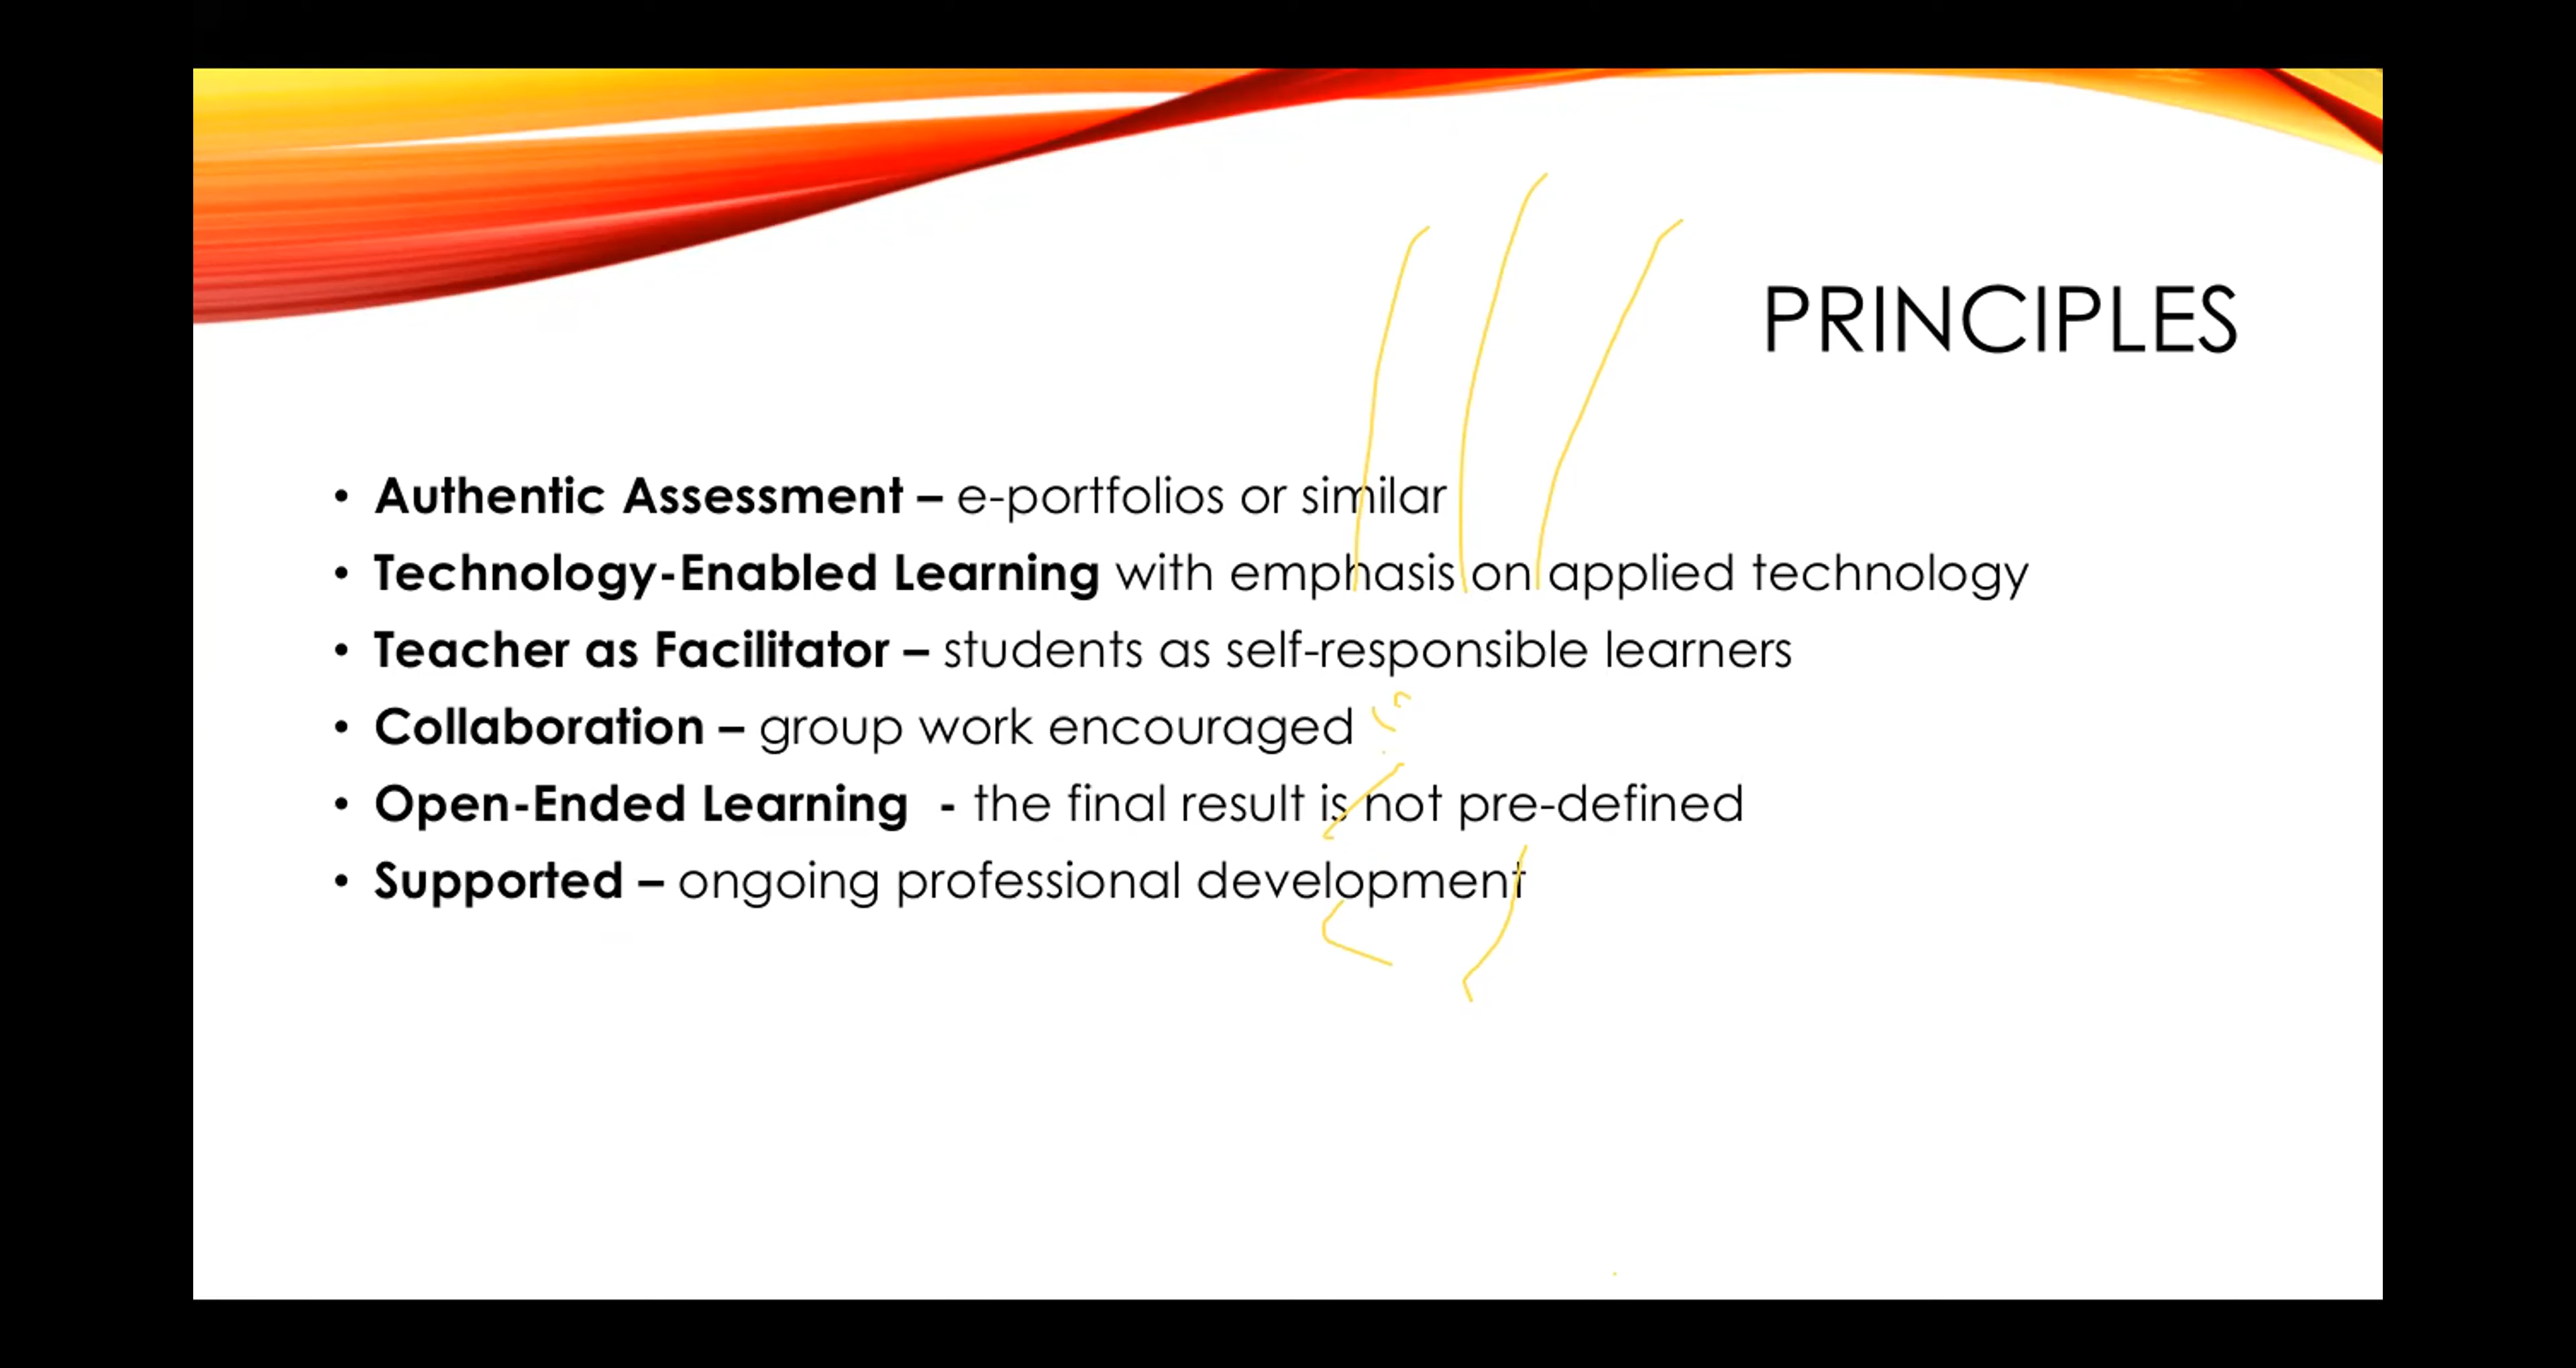 PRINCIPLES
• Authentic Assessment – e-portfolios or similar
• Technology-Enabled Learning with emphasis on applied technology
• Teacher as Facilitator – students as self-responsible learners
• Collaboration – group work encouraged
• Open-Ended Learning  - the final result is not pre-defined
• Supported – ongoing professional development